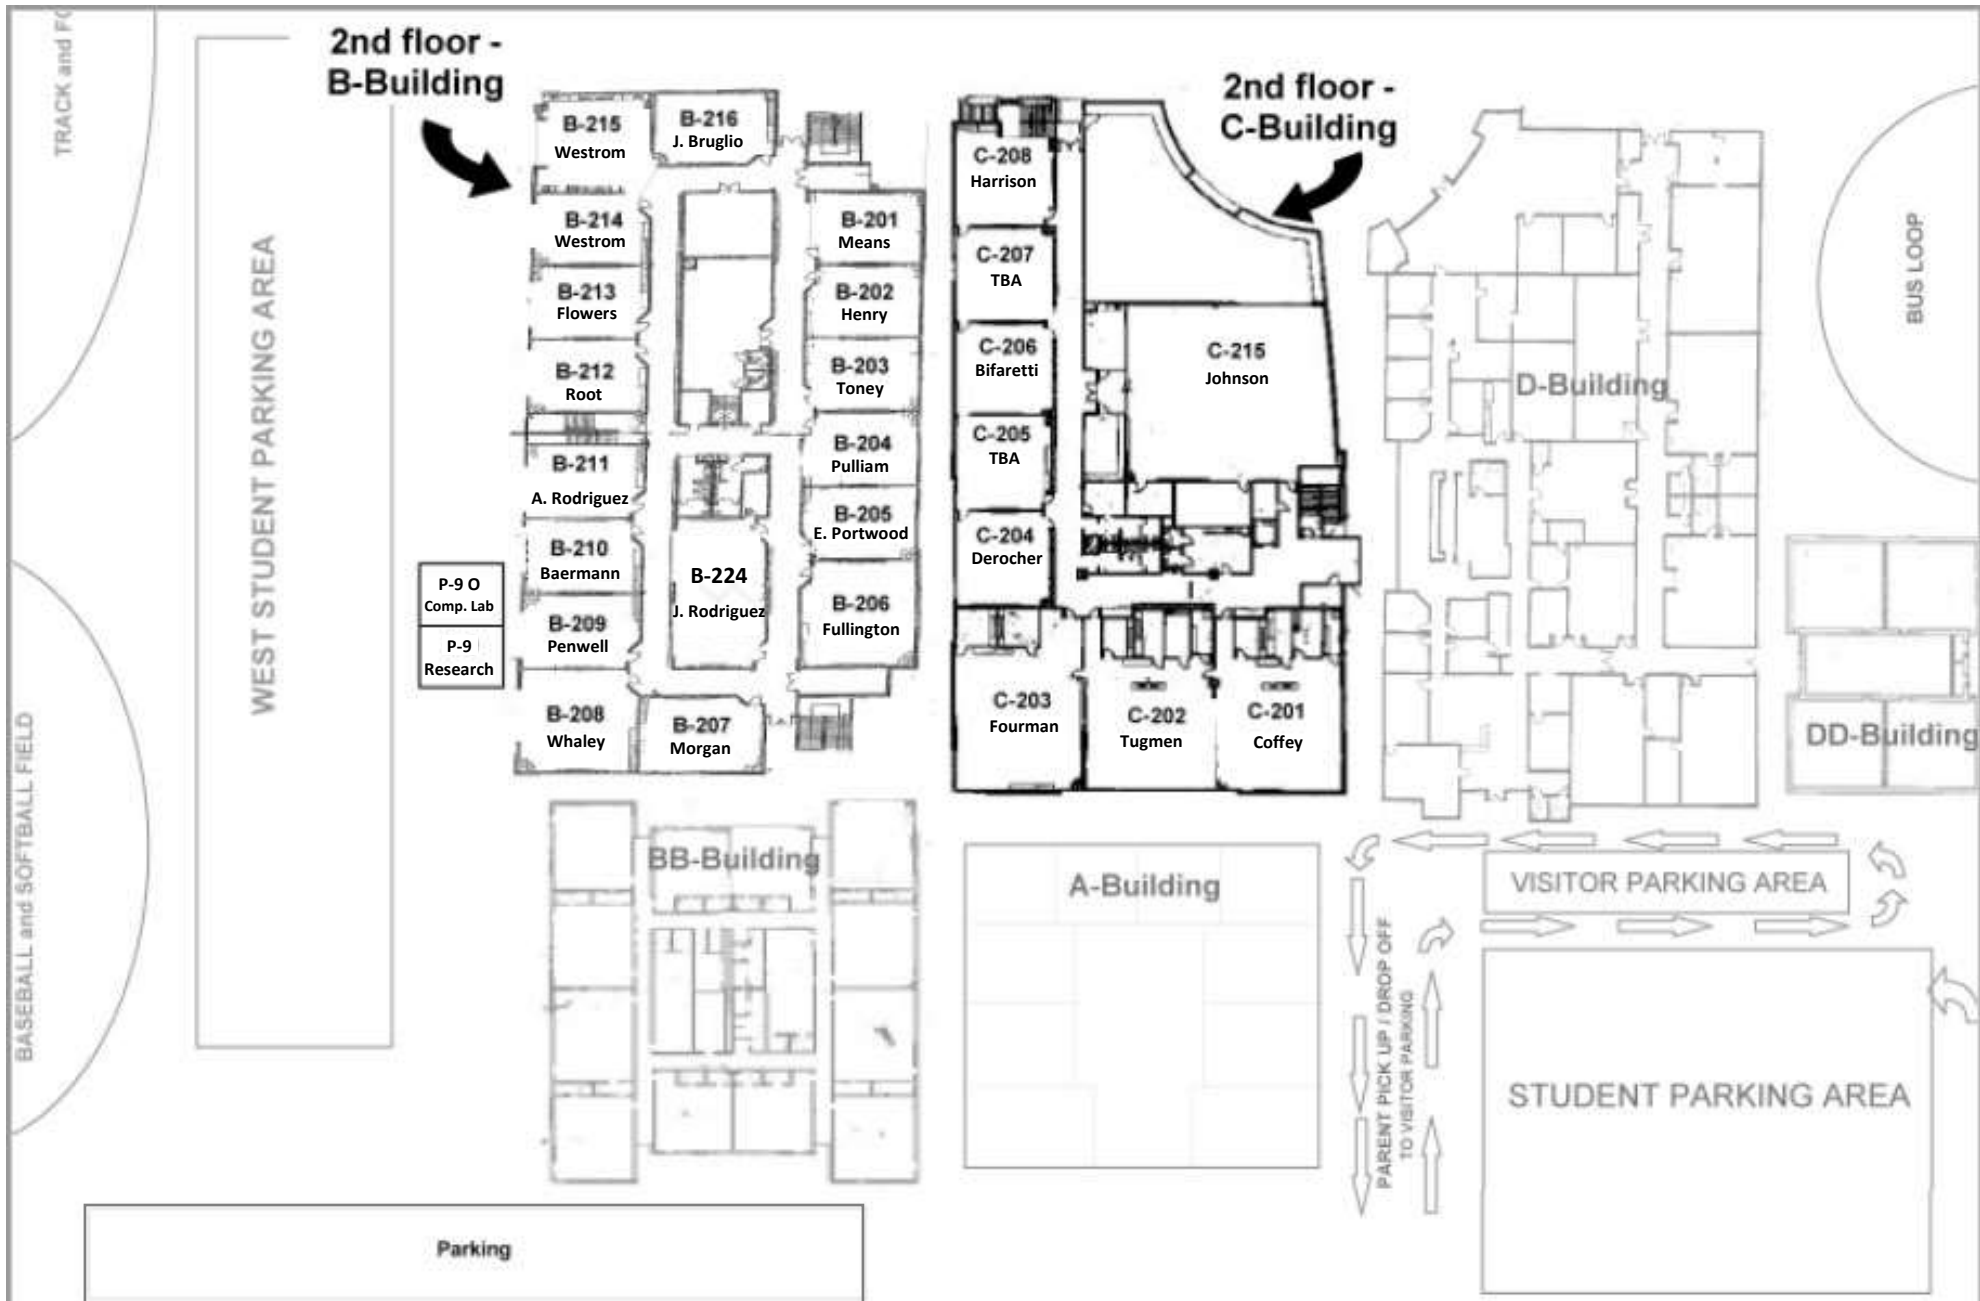 TRACK and FO
2nd floor -
B-Building
2nd floor -
C-Building
WEST STUDENT PARKING AREA
BASEBALL and SOFTBALL FIELD
B-215
Westrom
B-216
J. Bruglio
B-214
Westrom
B-213
Flowers
B-212
Root
B-211
A. Rodriguez
B-210
Baermann
B-209
Penwell
B-208
Whaley
B-207
Morgan
B-224
J. Rodriguez
B-201
Means
B-202
Henry
B-203
Toney
B-204
Pulliam
B-205
E. Portwood
B-206
Fullington
P-9 O
Comp. Lab
P-9
Research
C-208
Harrison
C-207
TBA
C-206
Bifaretti
C-205
TBA
C-204
Derocher
C-203
Fourman
C-202
Tugmen
C-201
Coffey
C-215
Johnson
D-Building
BUS LOOP
DD-Building
BB-Building
A-Building
VISITOR PARKING AREA
PARENT PICK UP / DROP OFF
TO VISITOR PARKING
STUDENT PARKING AREA
Parking